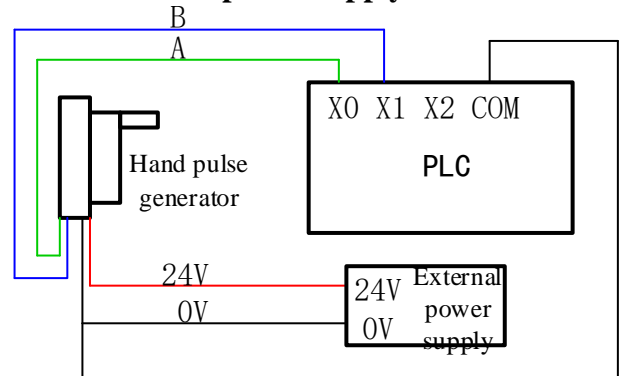 B
A
X0 X1 X2 COM
PLC
Hand pulse
generator
24V
0V
24V
0V
External
power
supply